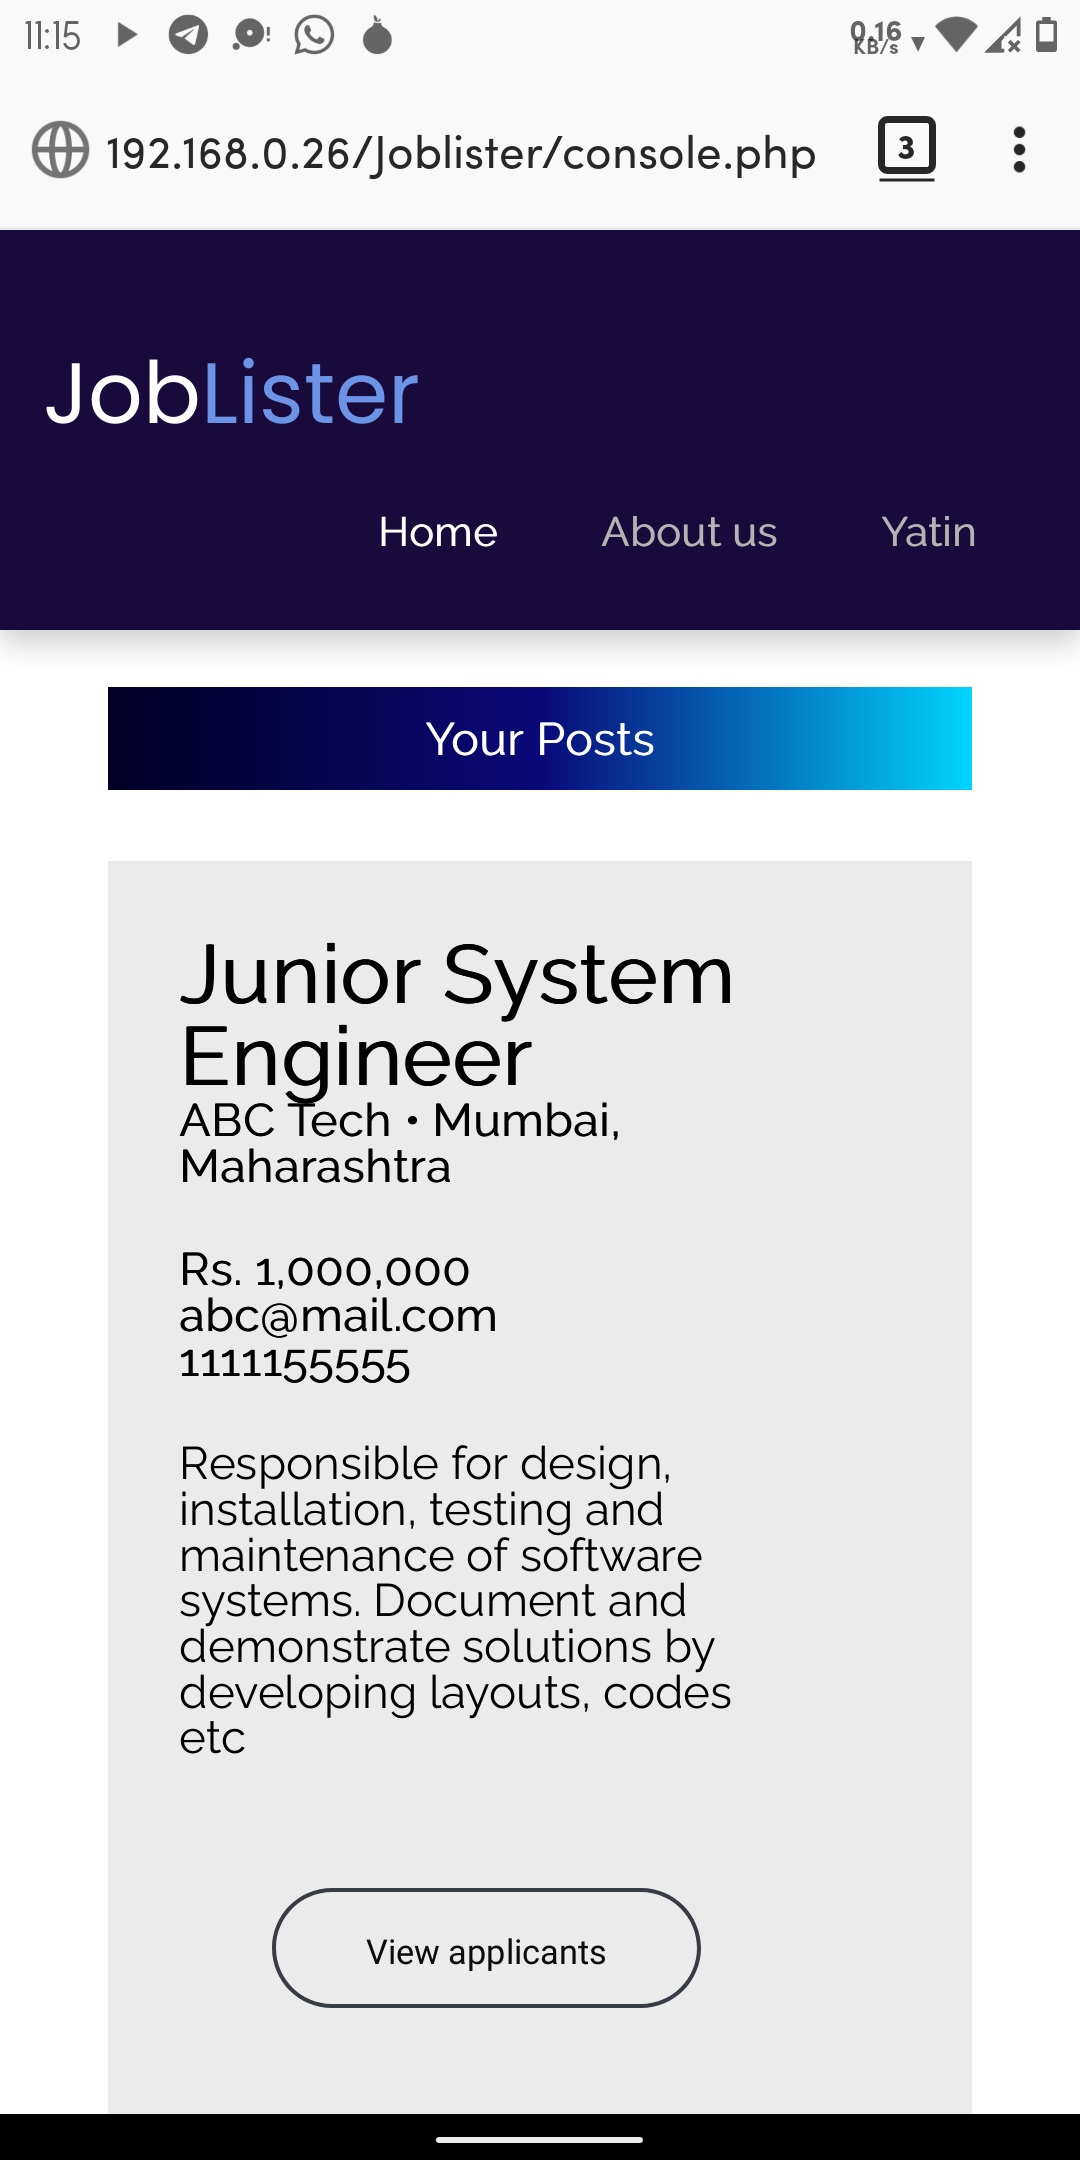 11:15
0.16
KB/s
192.168.0.26/Joblister/console.php
3
JobLister
Home About us Yatin
Your Posts
Junior System
Engineer
ABC Tech • Mumbai,
Maharashtra
Rs. 1,000,000
abc@mail.com
1111155555
Responsible for design,
installation, testing and
maintenance of software
systems. Document and
demonstrate solutions by
developing layouts, codes
etc
View applicants